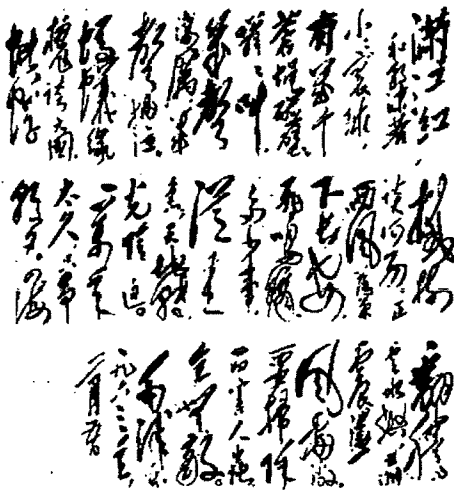 满江红
和郭沫若
小小寰球,
有几个
苍蝇碰壁。
嗡嗡叫,
几声
凄厉,几
声抽泣。
蚂蚁缘
槐夸大国,
蚍蜉
撼树
谈何易。正
西风落叶
下长安,
飞鸣镝。
多少事,
从来
急。天地转,
光阴迫。
一万年
太久,只争
朝夕。四海
翻腾
云水怒,五洲
震荡
风雷激。
要扫除
一切害人虫,
全无敌。
毛泽东
一九六三年